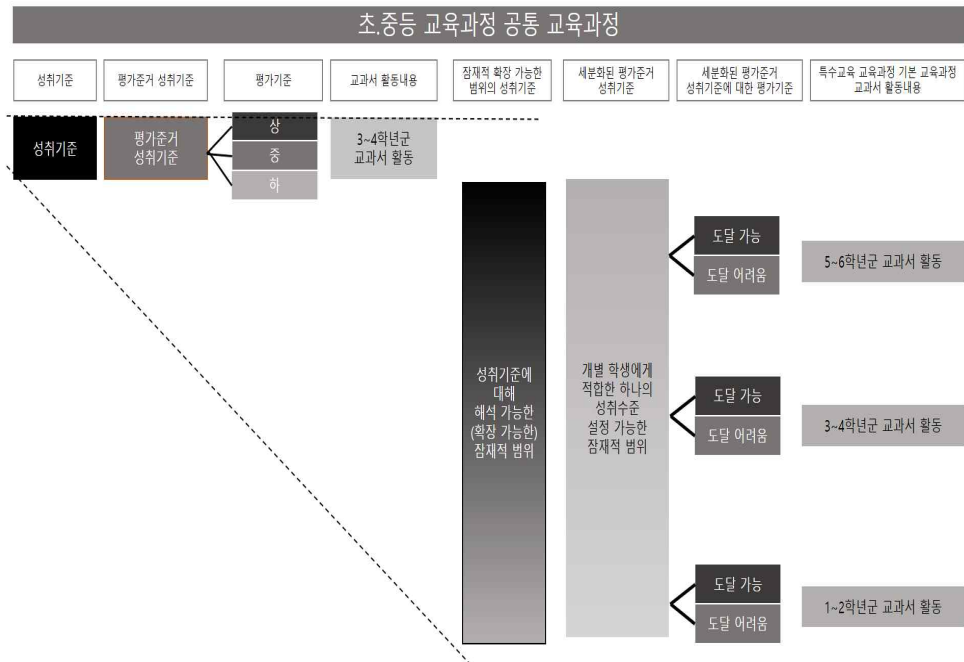 초.중등 교육과정 공통 교육과정
성취기준
평가준거 성취기준
평가기준
교과서 활동내용
잠재적 확장 가능한
범위의 성취기준
세분화된 평가준거
성취기준
세분화된 평가준거
성취기준에 대한 평가기준
특수교육 교육과정 기본 교육과정
교과서 활동내용
성취기준
평가준거
성취기준
상
중
하
3~4학년군
교과서 활동
성취기준에
대해
해석 가능한
(확장 가능한)
잠재적 범위
개별 학생에게
적합한 하나의
성취수준
설정 가능한
잠재적 범위
도달 가능
도달 어려움
5~6학년군 교과서 활동
도달 가능
도달 어려움
3~4학년군 교과서 활동
도달 가능
도달 어려움
1~2학년군 교과서 활동